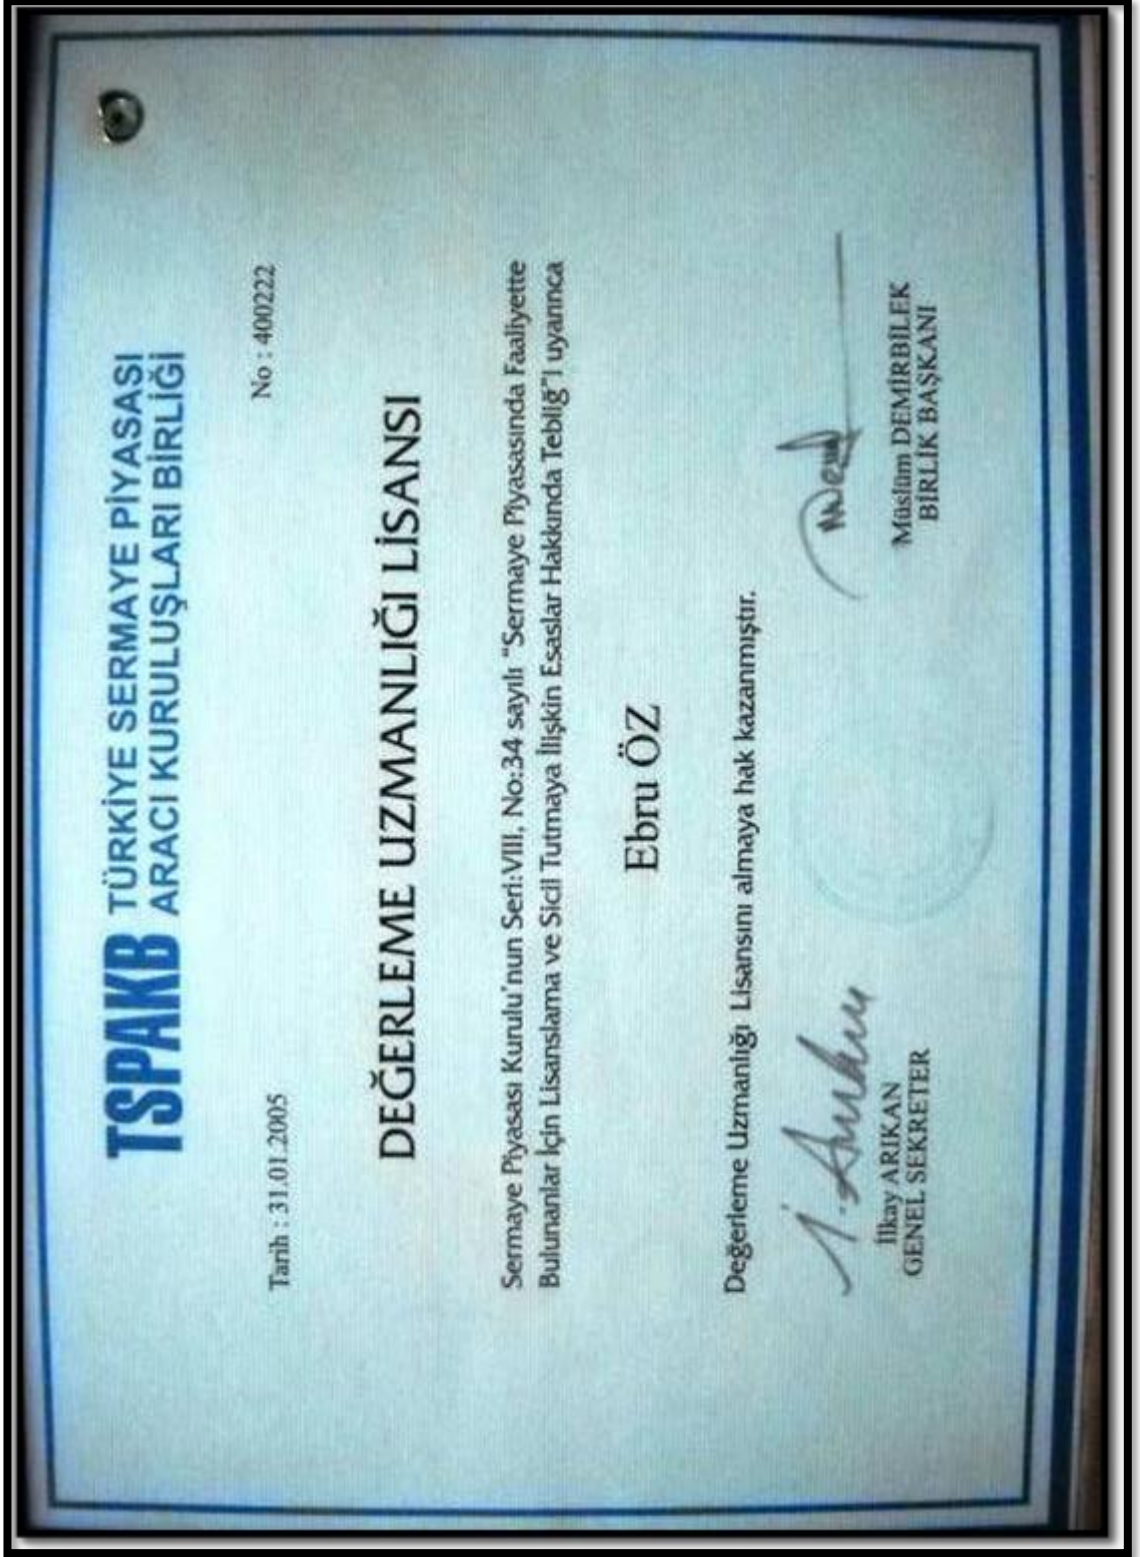 TSPAKB TÜRKİYE SERMAYE PİYASASI
ARACI KURULUŞLARI BİRLİĞİ
Tarih : 31.01.2005
No : 400222
DEĞERLEME UZMANLIĞI LİSANSI
Sermaye Piyasası Kurulu'nun Seri:VIII, No:34 sayılı "Sermaye Piyasasında Faaliyette
Bulunanlar İçin Lisanslama ve Sicil Tutmaya İlişkin Esaslar Hakkında Tebliğ"i uyarınca
Ebru ÖZ
Değerleme Uzmanlığı Lisansını almaya hak kazanmıştır.
İ. Arıkan
İlkay ARIKAN
GENEL SEKRETER
Müslüm DEMİRBİLEK
BİRLİK BAŞKANI